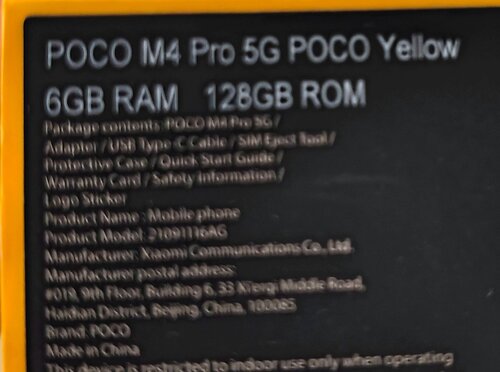 POCO M4 Pro 5G POCO Yellow
6GB RAM 128GB ROM
Package contents: POCO M4 Pro 5G /
Adapter / USB Type-C Cable / SIM Eject Tool /
Protective Case / Quick Start Guide /
Warranty Card / Safety Information /
Logo Sticker
Product Name : Mobile phone
Product Model: 21091116AG
Manufacturer: Xiaomi Communications Co., Ltd.
Manufacturer postal address:
#019, 9th Floor, Building 6, 33 Xi'erqi Middle Road,
Haidian District, Beijing, China, 100085
Brand: POCO
Made in China
This device is restricted to indoor use only when operating